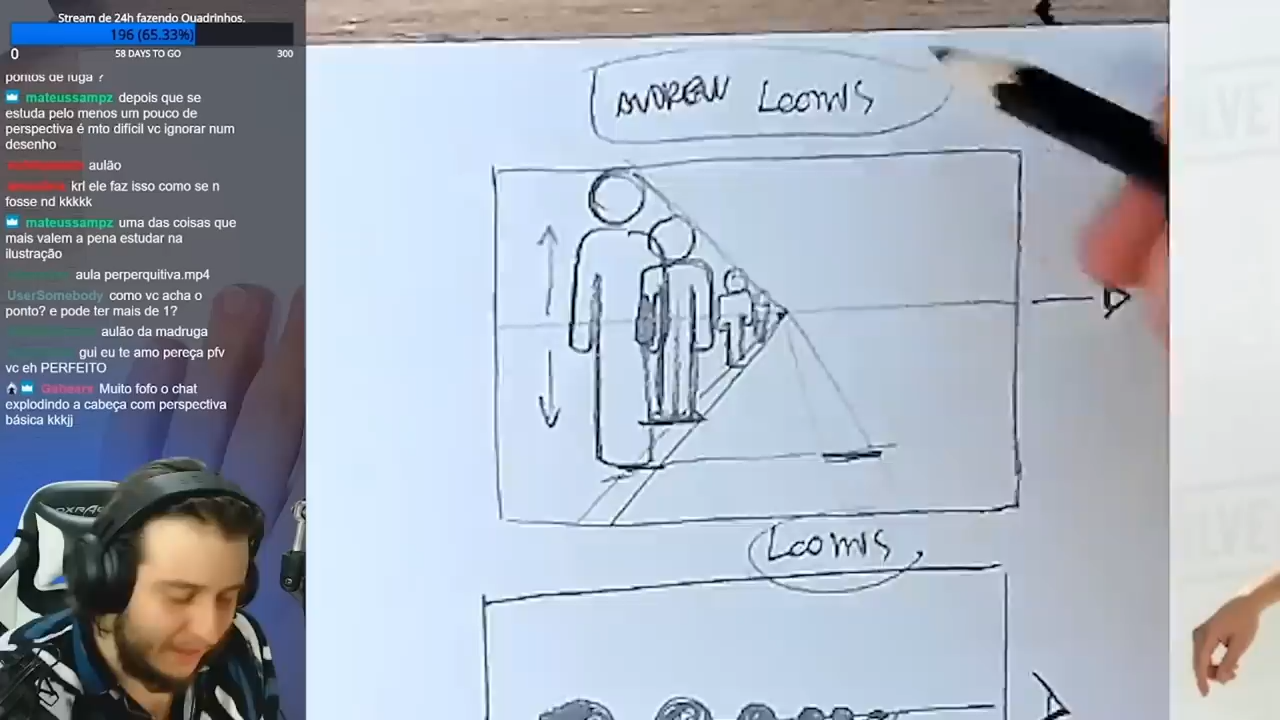 Stream de 24h fazendo Quadrinhos.
196 (65.33%)
0
58 DAYS TO GO
300
pontos de fuga ?
mateussampz depois que se
estuda pelo menos um pouco de
perspectiva é mto dificil vc ignorar num
desenho
aulão
krl ele faz isso como se n
fosse nd kkkkk
mateussampz uma das coisas que
mais valem a pena estudar na
ilustração
aula perperquitiva.mp4
UserSomebody como vc acha o
ponto? e pode ter mais de 1?
aulão da madruga
gui eu te amo pereça pfv
vc eh PERFEITO
Muito fofo o chat
explodindo a cabeça com perspectiva
básica kkkjj
ANDREW LOOMIS
LOOMIS